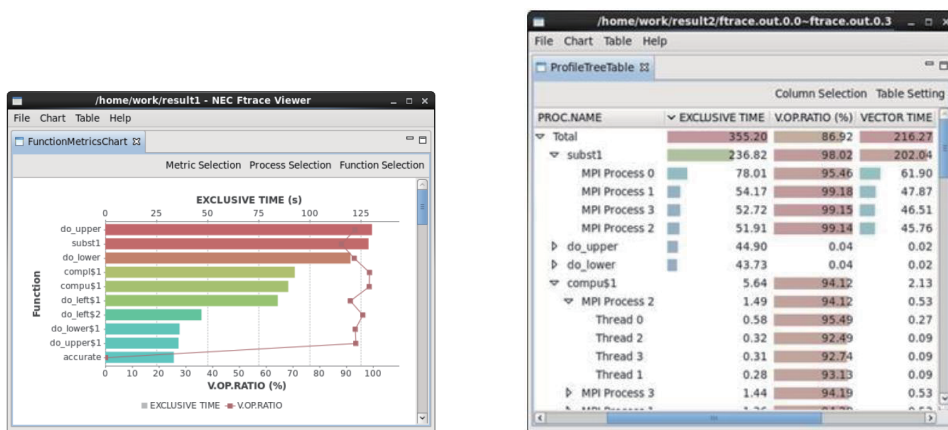 /home/work/result1 - NEC Ftrace Viewer
File Chart Table Help
FunctionMetricsChart
Metric Selection Process Selection Function Selection
EXCLUSIVE TIME (s)
0 25 50 75 100 125
Function
do_upper
subst1
do_lower
compl$1
compu$1
do_left$1
do_left$2
do_lower$1
do_upper$1
accurate
0 10 20 30 40 50 60 70 80 90 100
V.OP.RATIO (%)
EXCLUSIVE TIME V.OP.RATIO
/home/work/result2/ftrace.out.0.0~ftrace.out.0.3
File Chart Table Help
ProfileTreeTable
Column Selection Table Setting
PROC.NAME EXCLUSIVE TIME V.OP.RATIO (%) VECTOR TIME
Total 355.20 86.92 216.27
subst1 236.82 98.02 202.04
MPI Process 0 78.01 95.46 61.90
MPI Process 1 54.17 99.18 47.87
MPI Process 3 52.72 99.15 46.51
MPI Process 2 51.91 99.14 45.76
do_upper 44.90 0.04 0.02
do_lower 43.73 0.04 0.02
compu$1 5.64 94.12 2.13
MPI Process 2 1.49 94.12 0.53
Thread 0 0.58 95.49 0.27
Thread 2 0.32 92.49 0.09
Thread 3 0.31 92.74 0.09
Thread 1 0.28 93.13 0.09
MPI Process 3 1.44 94.19 0.53